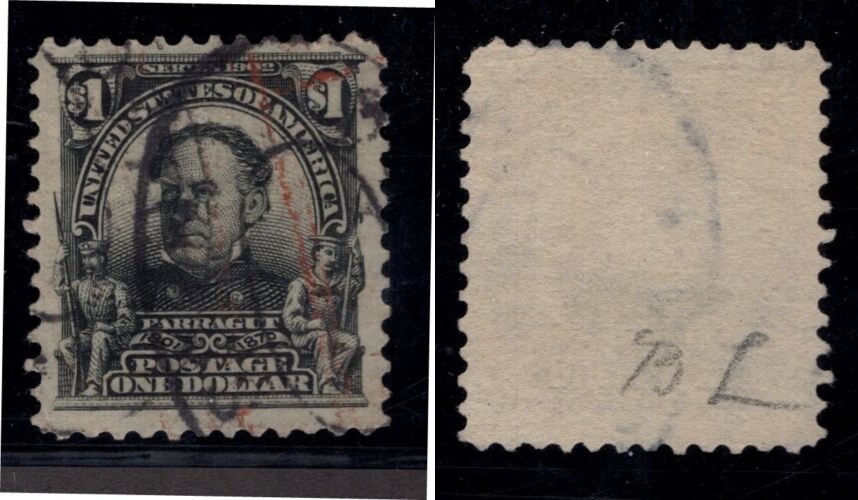 SERIES 1902
$1 $1
UNITED STATES OF AMERICA
FARRAGUT
1801 1870
POSTAGE
ONE DOLLAR
B L